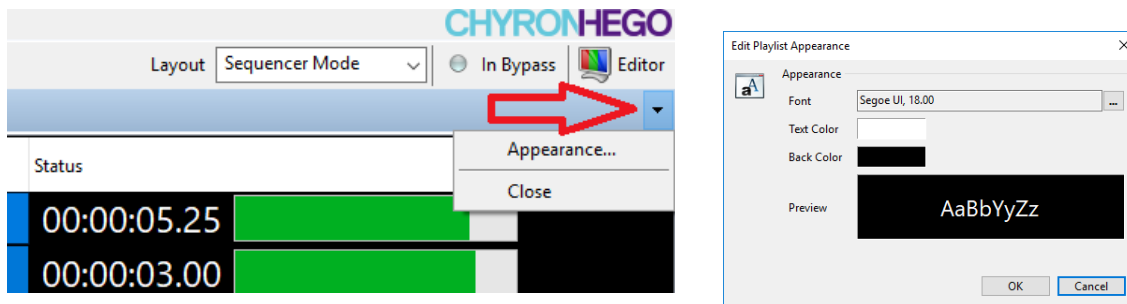 CHYRONHEGO
Layout Sequencer Mode In Bypass Editor
Appearance...
Status
Close
00:00:05.25
00:00:03.00
Edit Playlist Appearance
Appearance
Font Segoe UI, 18.00 ...
Text Color
Back Color
Preview AaBbYyZz
OK Cancel